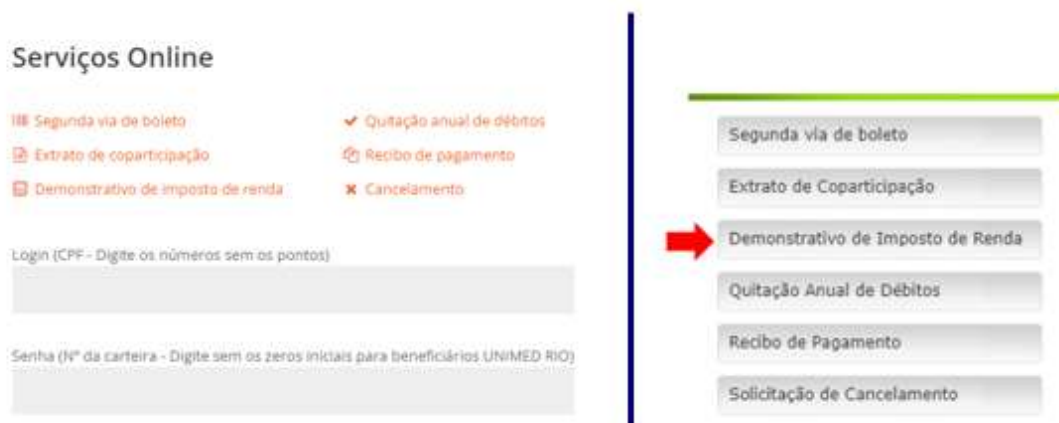 Serviços Online
Segunda via de boleto
Extrato de coparticipação
Demonstrativo de imposto de renda
Quitação anual de débitos
Recibo de pagamento
Cancelamento
Login (CPF - Digite os números sem os pontos)
Senha (Nº da carteira - Digite sem os zeros iniciais para beneficiários UNIMED RIO)
Segunda via de boleto
Extrato de Coparticipação
Demonstrativo de Imposto de Renda
Quitação Anual de Débitos
Recibo de Pagamento
Solicitação de Cancelamento